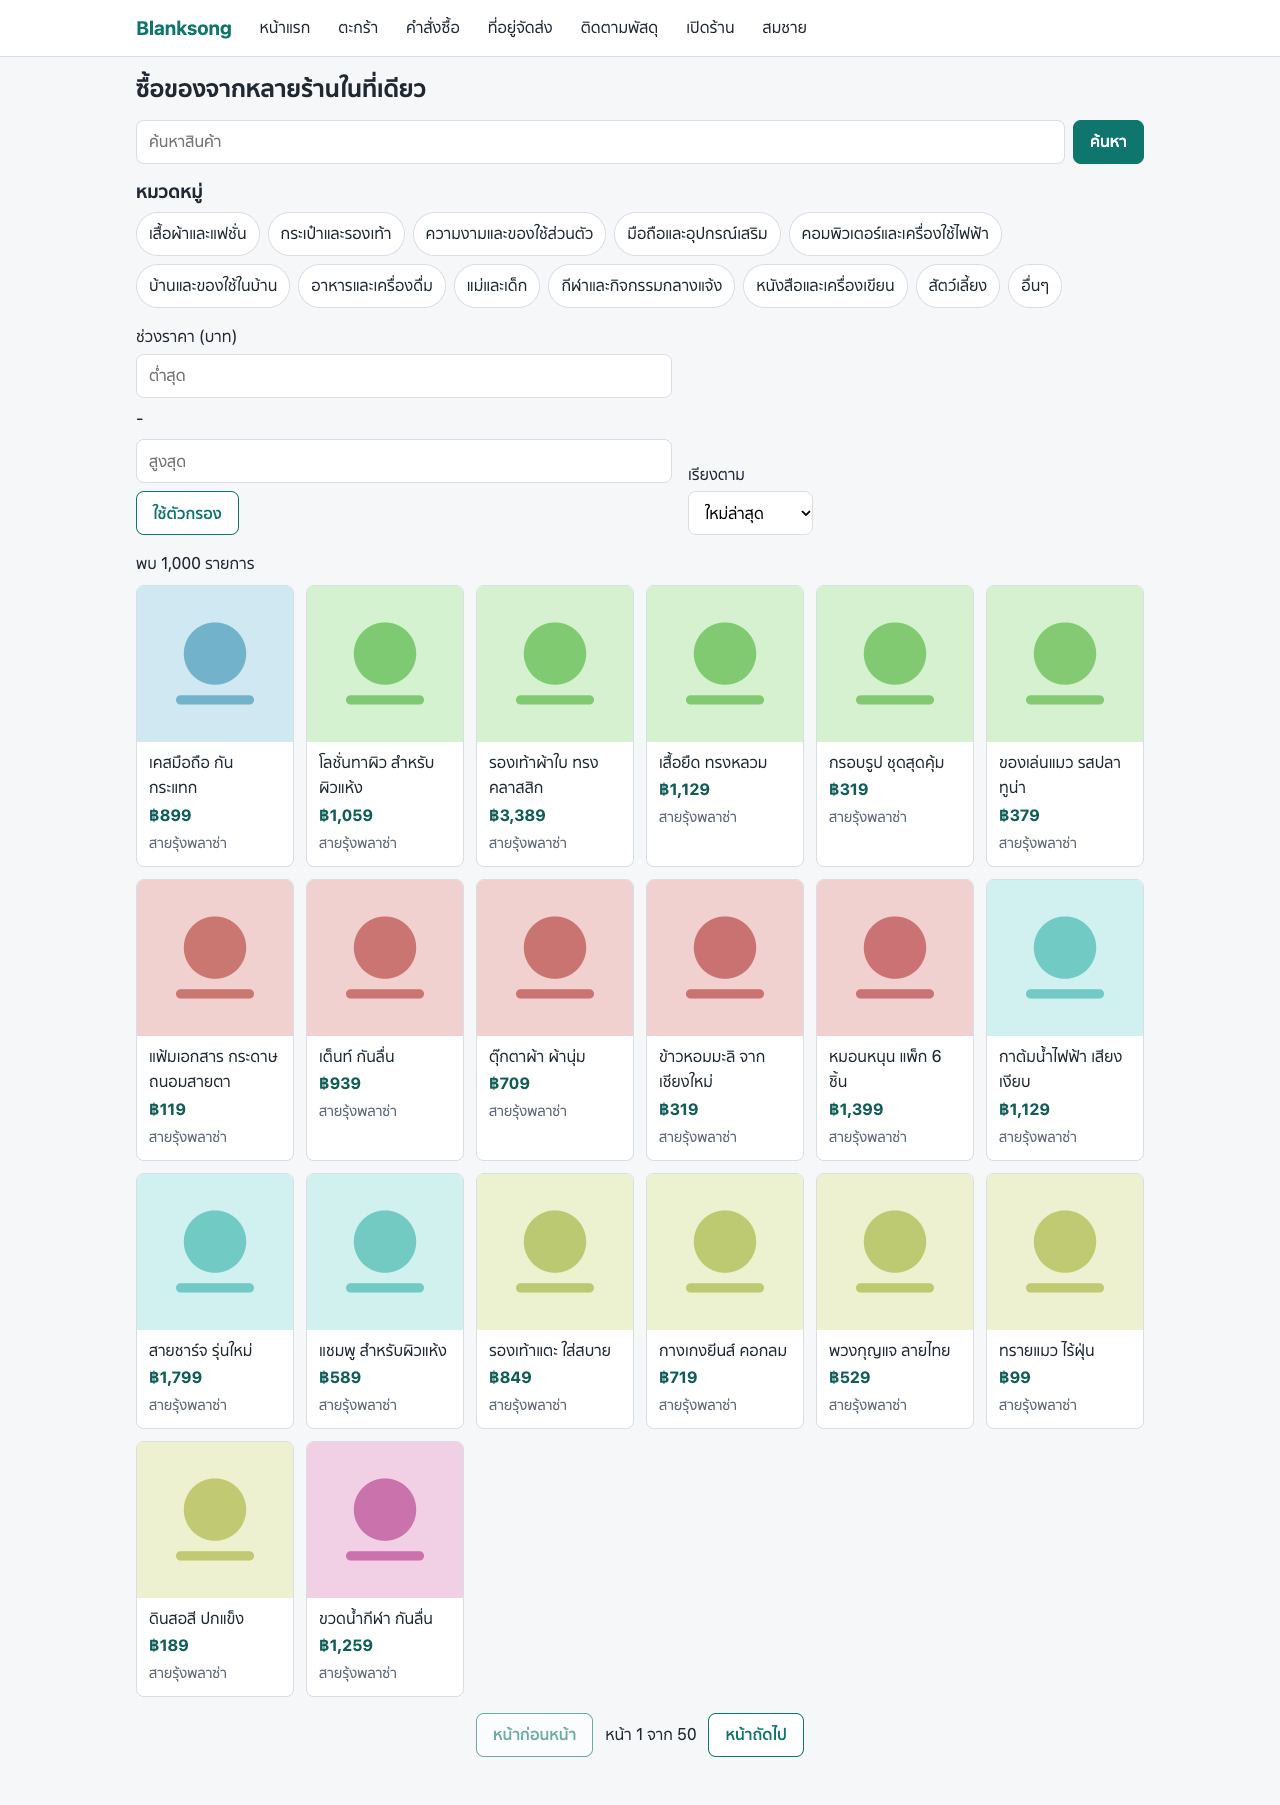 Blanksong หน้าแรก ตะกร้า คำสั่งซื้อ ที่อยู่จัดส่ง ติดตามพัสดุ เปิดร้าน สมชาย
ซื้อของจากหลายร้านในที่เดียว
ค้นหาสินค้า ค้นหา
หมวดหมู่
เสื้อผ้าและแฟชั่น กระเป๋าและรองเท้า ความงามและของใช้ส่วนตัว มือถือและอุปกรณ์เสริม คอมพิวเตอร์และเครื่องใช้ไฟฟ้า
บ้านและของใช้ในบ้าน อาหารและเครื่องดื่ม แม่และเด็ก กีฬาและกิจกรรมกลางแจ้ง หนังสือและเครื่องเขียน สัตว์เลี้ยง อื่นๆ
ช่วงราคา (บาท)
ต่ำสุด
-
สูงสุด
เรียงตาม
ใช้ตัวกรอง ใหม่ล่าสุด
พบ 1,000 รายการ
เคสมือถือ กัน
กระแทก
฿899
สายรุ้งพลาซ่า
โลชั่นทาผิว สำหรับ
ผิวแห้ง
฿1,059
สายรุ้งพลาซ่า
รองเท้าผ้าใบ ทรง
คลาสสิก
฿3,389
สายรุ้งพลาซ่า
เสื้อยืด ทรงหลวม
฿1,129
สายรุ้งพลาซ่า
กรอบรูป ชุดสุดคุ้ม
฿319
สายรุ้งพลาซ่า
ของเล่นแมว รสปลา
ทูน่า
฿379
สายรุ้งพลาซ่า
แฟ้มเอกสาร กระดาษ
ถนอมสายตา
฿119
สายรุ้งพลาซ่า
เต็นท์ กันลื่น
฿939
สายรุ้งพลาซ่า
ตุ๊กตาผ้า ผ้านุ่ม
฿709
สายรุ้งพลาซ่า
ข้าวหอมมะลิ จาก
เชียงใหม่
฿319
สายรุ้งพลาซ่า
หมอนหนุน แพ็ก 6
ชิ้น
฿1,399
สายรุ้งพลาซ่า
กาต้มน้ำไฟฟ้า เสียง
เงียบ
฿1,129
สายรุ้งพลาซ่า
สายชาร์จ รุ่นใหม่
฿1,799
สายรุ้งพลาซ่า
แชมพู สำหรับผิวแห้ง
฿589
สายรุ้งพลาซ่า
รองเท้าแตะ ใส่สบาย
฿849
สายรุ้งพลาซ่า
กางเกงยีนส์ คอกลม
฿719
สายรุ้งพลาซ่า
พวงกุญแจ ลายไทย
฿529
สายรุ้งพลาซ่า
ทรายแมว ไร้ฝุ่น
฿99
สายรุ้งพลาซ่า
ดินสอสี ปกแข็ง
฿189
สายรุ้งพลาซ่า
ขวดน้ำกีฬา กันลื่น
฿1,259
สายรุ้งพลาซ่า
หน้าก่อนหน้า หน้า 1 จาก 50 หน้าถัดไป